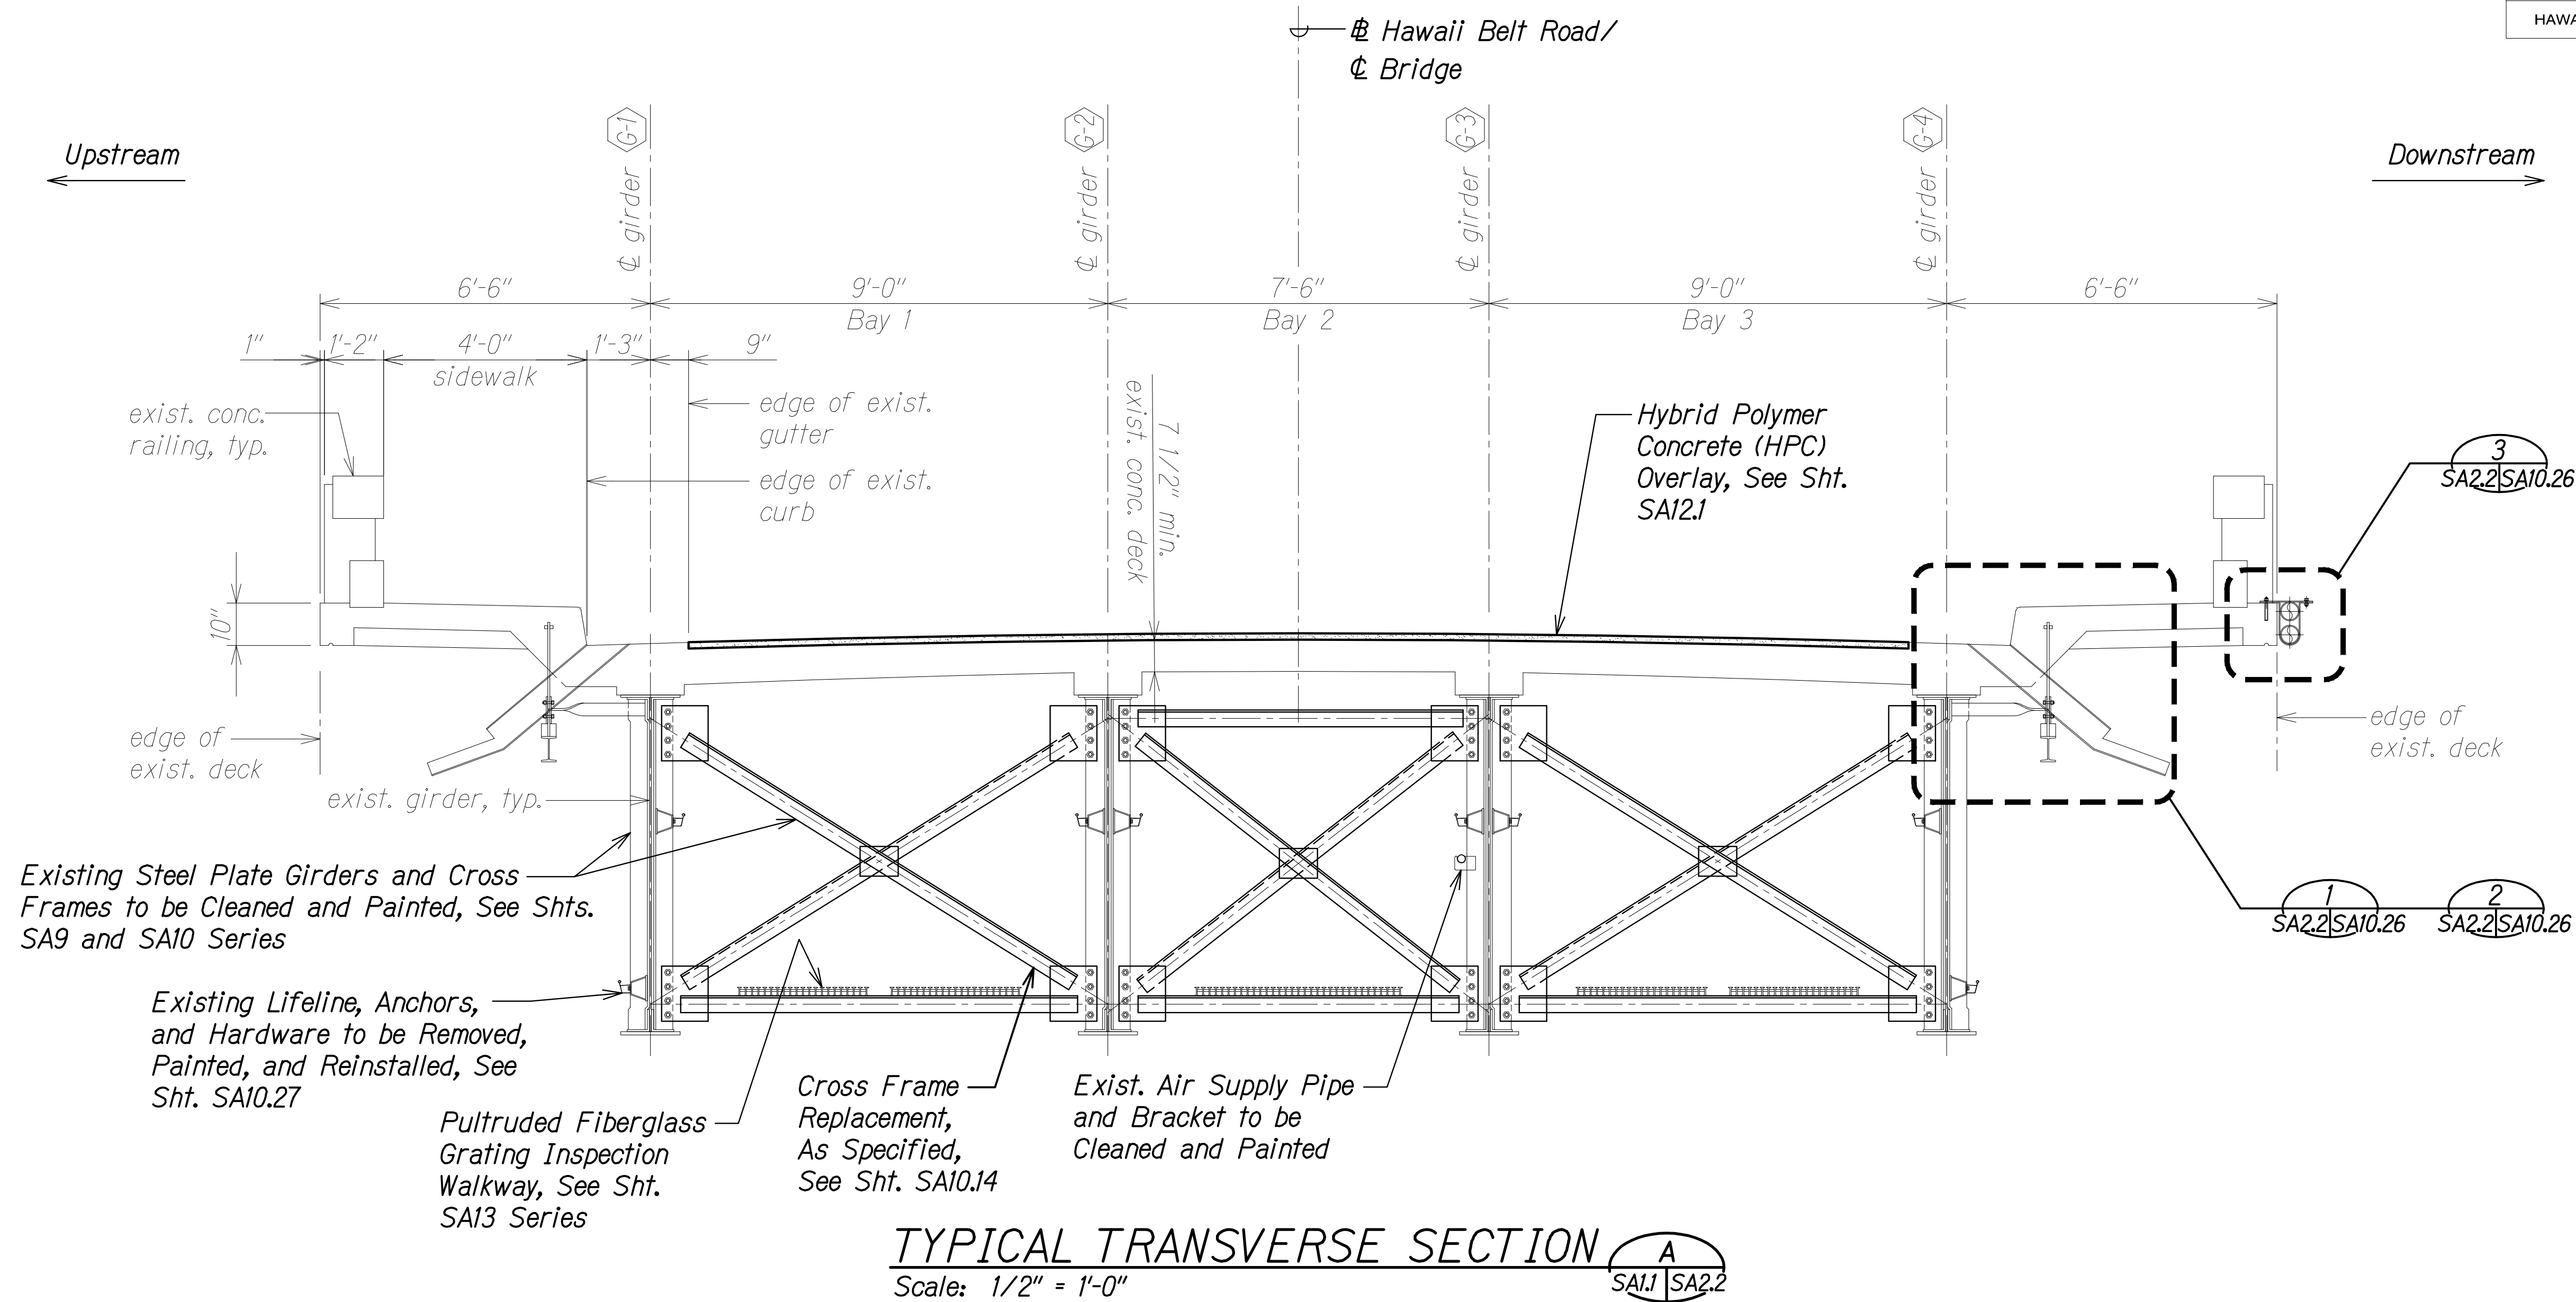 HAWA
℄ Hawaii Belt Road/
℄ Bridge
Upstream
Downstream
℄ girder G-1
℄ girder G-2
℄ girder G-3
℄ girder G-4
6'-6"
9'-0"
7'-6"
9'-0"
6'-6"
Bay 1
Bay 2
Bay 3
1"
1'-2"
4'-0"
1'-3"
9"
sidewalk
exist. conc.
railing, typ.
edge of exist.
gutter
edge of exist.
curb
7 1/2" min.
exist. conc. deck
Hybrid Polymer
Concrete (HPC)
Overlay, See Sht.
SA12.1
3
SA2.2 SA10.26
10"
edge of
exist. deck
exist. girder, typ.
edge of
exist. deck
Existing Steel Plate Girders and Cross
Frames to be Cleaned and Painted, See Shts.
SA9 and SA10 Series
1
SA2.2 SA10.26
2
SA2.2 SA10.26
Existing Lifeline, Anchors,
and Hardware to be Removed,
Painted, and Reinstalled, See
Sht. SA10.27
Pultruded Fiberglass
Grating Inspection
Walkway, See Sht.
SA13 Series
Cross Frame
Replacement,
As Specified,
See Sht. SA10.14
Exist. Air Supply Pipe
and Bracket to be
Cleaned and Painted
TYPICAL TRANSVERSE SECTION
A
SA1.1 SA2.2
Scale: 1/2" = 1'-0"